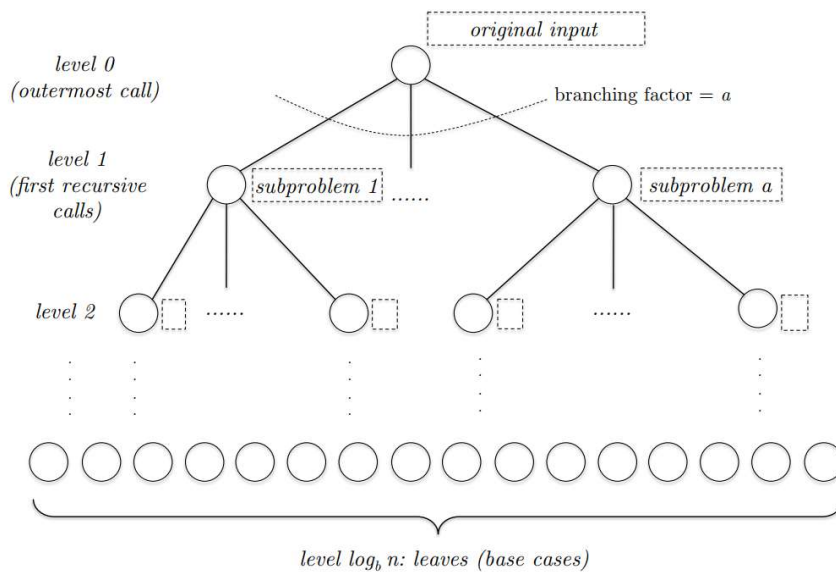 original input
level 0
(outermost call)
branching factor = a
level 1
(first recursive
calls)
subproblem 1
......
subproblem a
level 2
......
......
level log_b n: leaves (base cases)